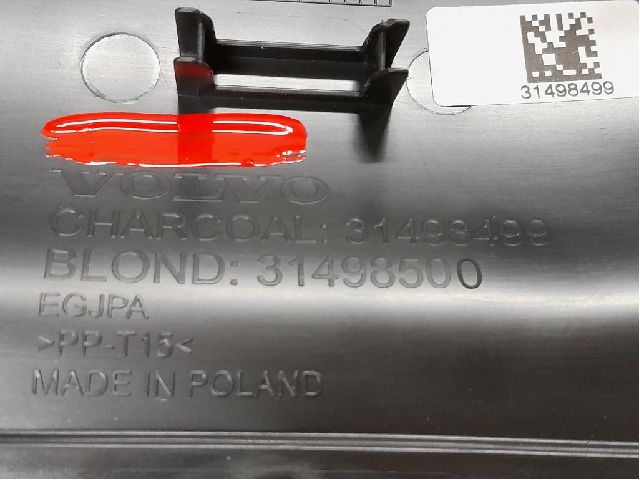 31498499
VOLVO
CHARCOAL: 31498499
BLOND: 31498500
EGJPA
>PP-T15<
MADE IN POLAND